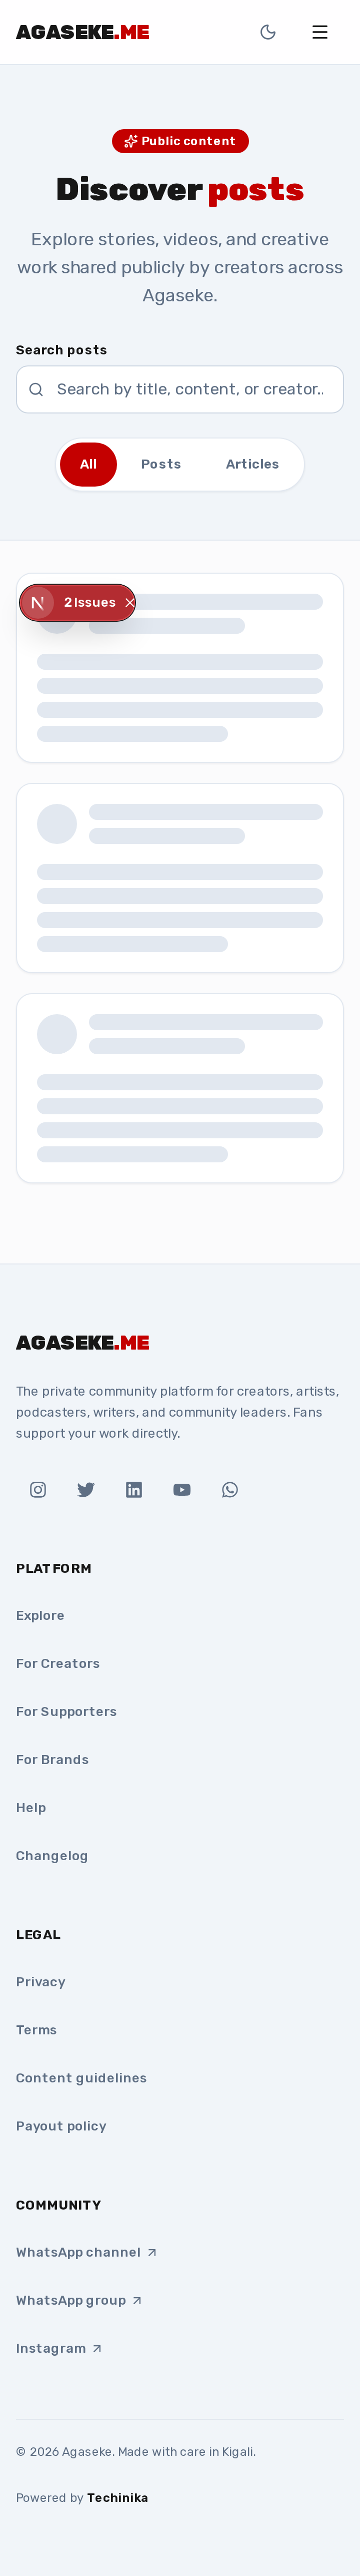 AGASEKE.ME
Public content
Discover posts
Explore stories, videos, and creative
work shared publicly by creators across
Agaseke.
Search posts
Search by title, content, or creator..
All
Posts
Articles
N 2 Issues
AGASEKE.ME
The private community platform for creators, artists,
podcasters, writers, and community leaders. Fans
support your work directly.
PLATFORM
Explore
For Creators
For Supporters
For Brands
Help
Changelog
LEGAL
Privacy
Terms
Content guidelines
Payout policy
COMMUNITY
WhatsApp channel
WhatsApp group
Instagram
© 2026 Agaseke. Made with care in Kigali.
Powered by Techinika